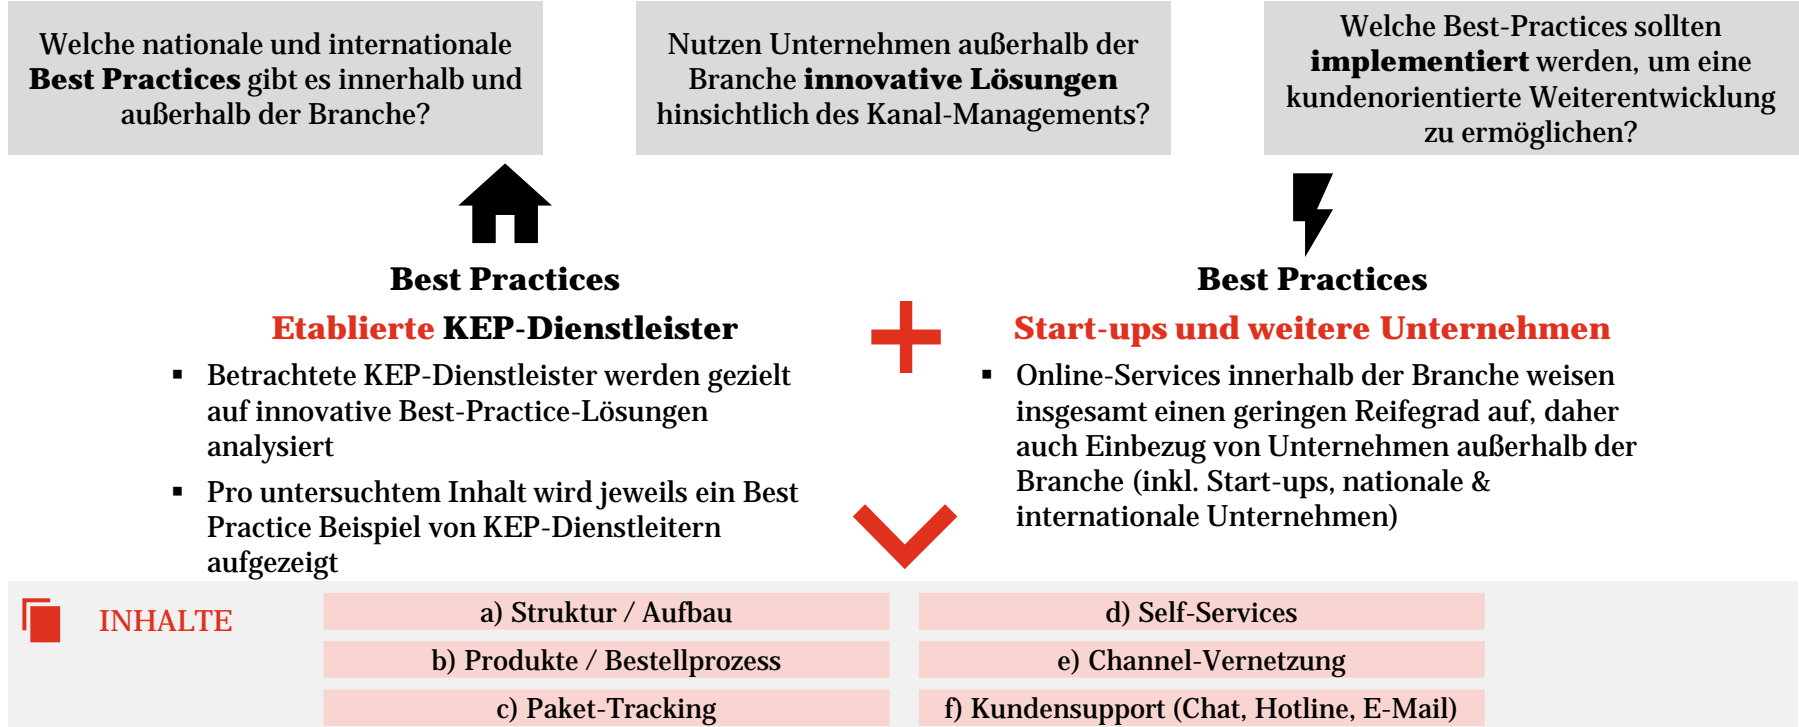 Welche nationale und internationale
Best Practices gibt es innerhalb und
außerhalb der Branche?
Nutzen Unternehmen außerhalb der
Branche innovative Lösungen
hinsichtlich des Kanal-Managements?
Welche Best-Practices sollten
implementiert werden, um eine
kundenorientierte Weiterentwicklung
zu ermöglichen?
Best Practices
Etablierte KEP-Dienstleister
▪ Betrachtete KEP-Dienstleister werden gezielt
auf innovative Best-Practice-Lösungen
analysiert
▪ Pro untersuchtem Inhalt wird jeweils ein Best
Practice Beispiel von KEP-Dienstleitern
aufgezeigt
Best Practices
Start-ups und weitere Unternehmen
▪ Online-Services innerhalb der Branche weisen
insgesamt einen geringen Reifegrad auf, daher
auch Einbezug von Unternehmen außerhalb der
Branche (inkl. Start-ups, nationale &
internationale Unternehmen)
INHALTE
a) Struktur / Aufbau
b) Produkte / Bestellprozess
c) Paket-Tracking
d) Self-Services
e) Channel-Vernetzung
f) Kundensupport (Chat, Hotline, E-Mail)